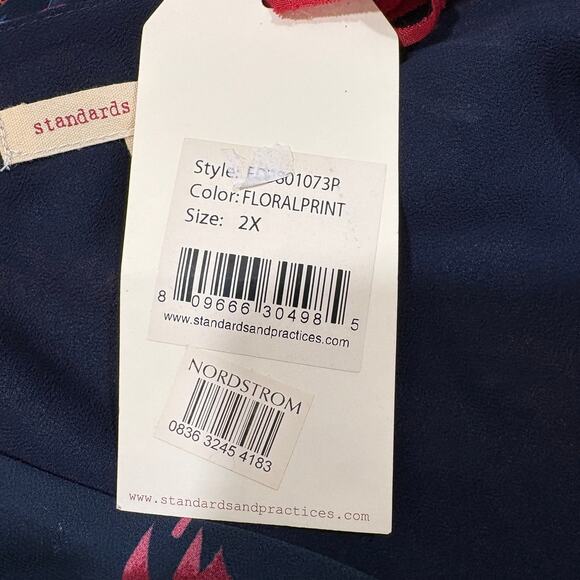 standards
Style:
Color: FLORALPRINT
Size: 2X
8 09666 30498 5
www.standardsandpractices.com
NORDSTROM
0836 3245 4183
www.standardsandpractices.com